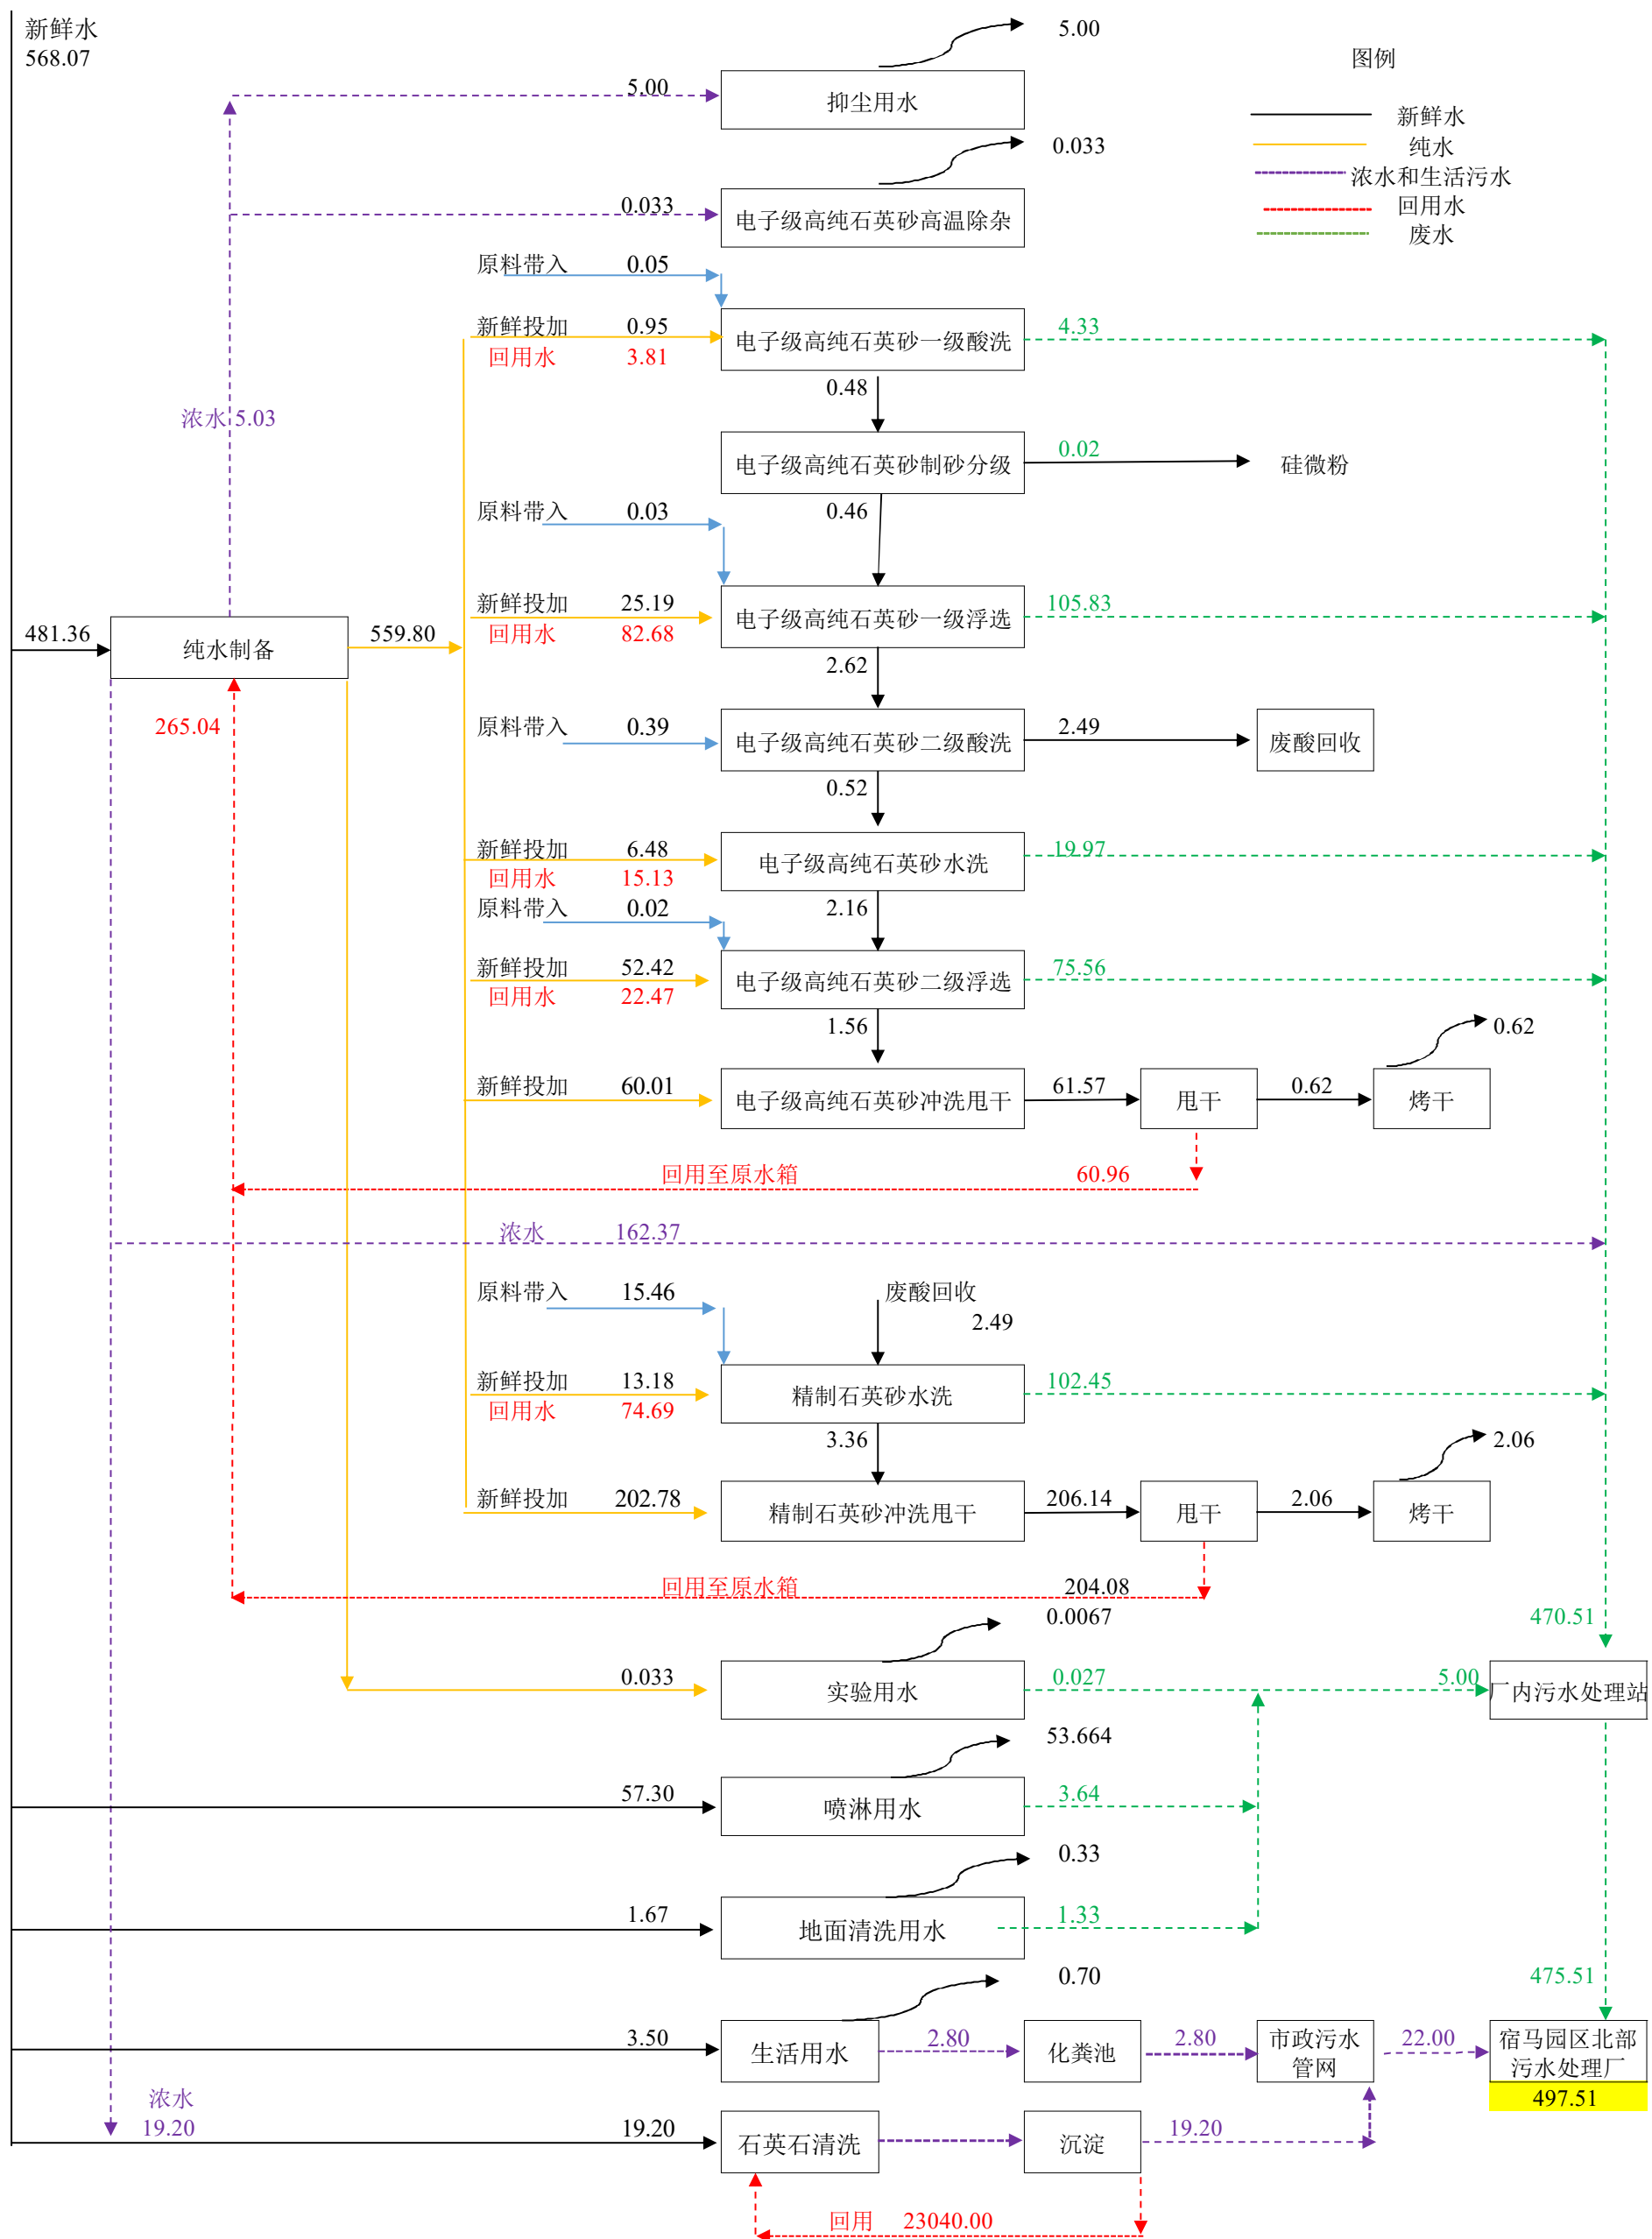 新鲜水
568.07
5.00
图例
5.00
抑尘用水
新鲜水
纯水
0.033
浓水和生活污水
0.033
电子级高纯石英砂高温除杂
回用水
废水
原料带入 0.05
新鲜投加 0.95
电子级高纯石英砂一级酸洗
4.33
回用水 3.81
0.48
浓水 5.03
电子级高纯石英砂制砂分级
0.02
硅微粉
原料带入 0.03
0.46
新鲜投加 25.19
电子级高纯石英砂一级浮选
105.83
回用水 82.68
481.36
纯水制备
559.80
2.62
265.04
原料带入 0.39
电子级高纯石英砂二级酸洗
2.49
废酸回收
0.52
新鲜投加 6.48
电子级高纯石英砂水洗
19.97
回用水 15.13
原料带入 0.02
2.16
新鲜投加 52.42
电子级高纯石英砂二级浮选
75.56
回用水 22.47
1.56
0.62
新鲜投加 60.01
电子级高纯石英砂冲洗甩干
61.57
甩干
0.62
烤干
回用至原水箱 60.96
浓水 162.37
原料带入 15.46
废酸回收
2.49
新鲜投加 13.18
精制石英砂水洗
102.45
回用水 74.69
3.36
2.06
新鲜投加 202.78
精制石英砂冲洗甩干
206.14
甩干
2.06
烤干
回用至原水箱 204.08
0.0067
470.51
0.033
实验用水
0.027
5.00
厂内污水处理站
53.664
57.30
喷淋用水
3.64
0.33
1.67
地面清洗用水
1.33
0.70
475.51
3.50
生活用水
2.80
化粪池
2.80
市政污水
管网
22.00
宿马园区北部
污水处理厂
497.51
浓水
19.20
19.20
石英石清洗
沉淀
19.20
回用 23040.00